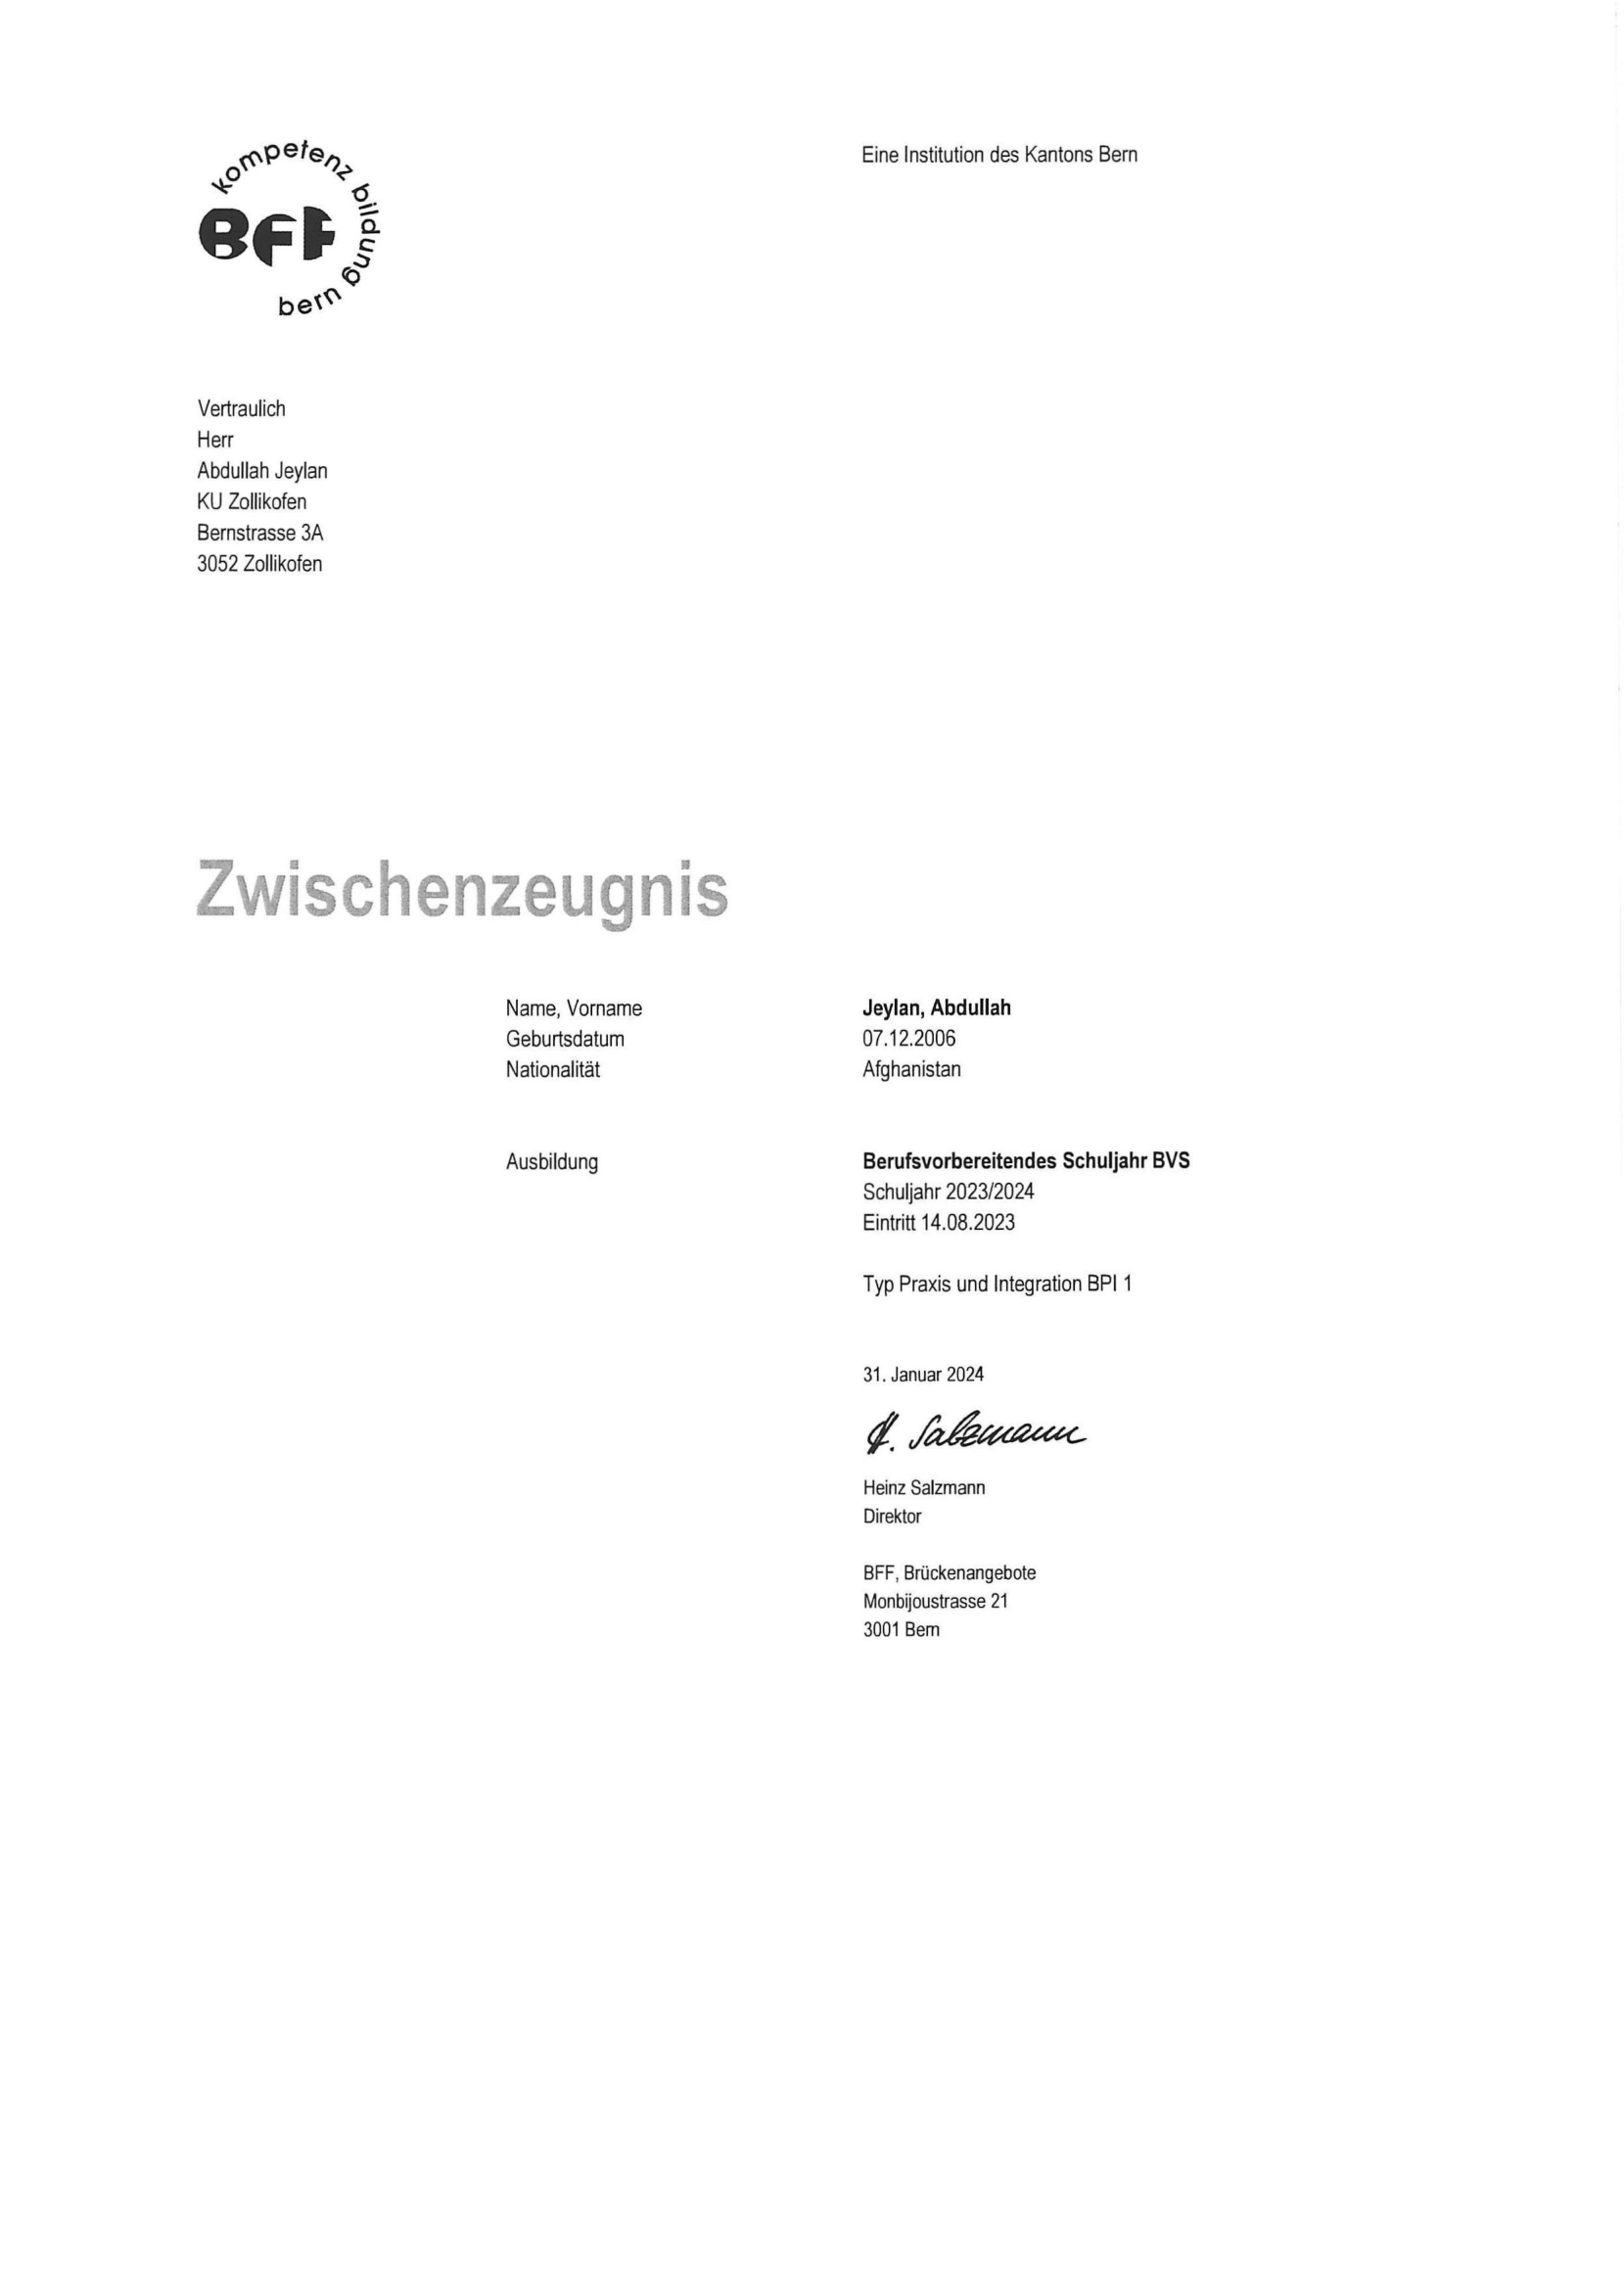 kompetenz bildung bern
BFF
Eine Institution des Kantons Bern
Vertraulich
Herr
Abdullah Jeylan
KU Zollikofen
Bernstrasse 3A
3052 Zollikofen
Zwischenzeugnis
Name, Vorname Jeylan, Abdullah
Geburtsdatum 07.12.2006
Nationalität Afghanistan
Ausbildung Berufsvorbereitendes Schuljahr BVS
Schuljahr 2023/2024
Eintritt 14.08.2023
Typ Praxis und Integration BPI 1
31. Januar 2024
H. Salzmann
Heinz Salzmann
Direktor
BFF, Brückenangebote
Monbijoustrasse 21
3001 Bern